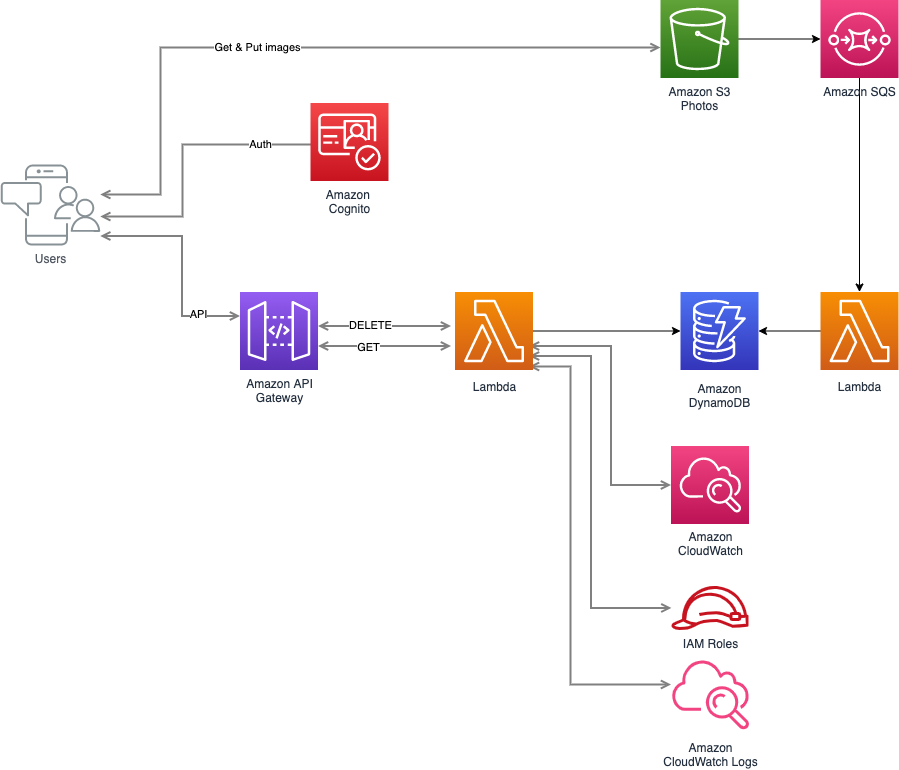 Get & Put images
Amazon S3
Photos
Amazon SQS
Auth
Amazon
Cognito
Users
API
DELETE
GET
Amazon API
Gateway
Lambda
Amazon
DynamoDB
Lambda
Amazon
CloudWatch
IAM Roles
Amazon
CloudWatch Logs